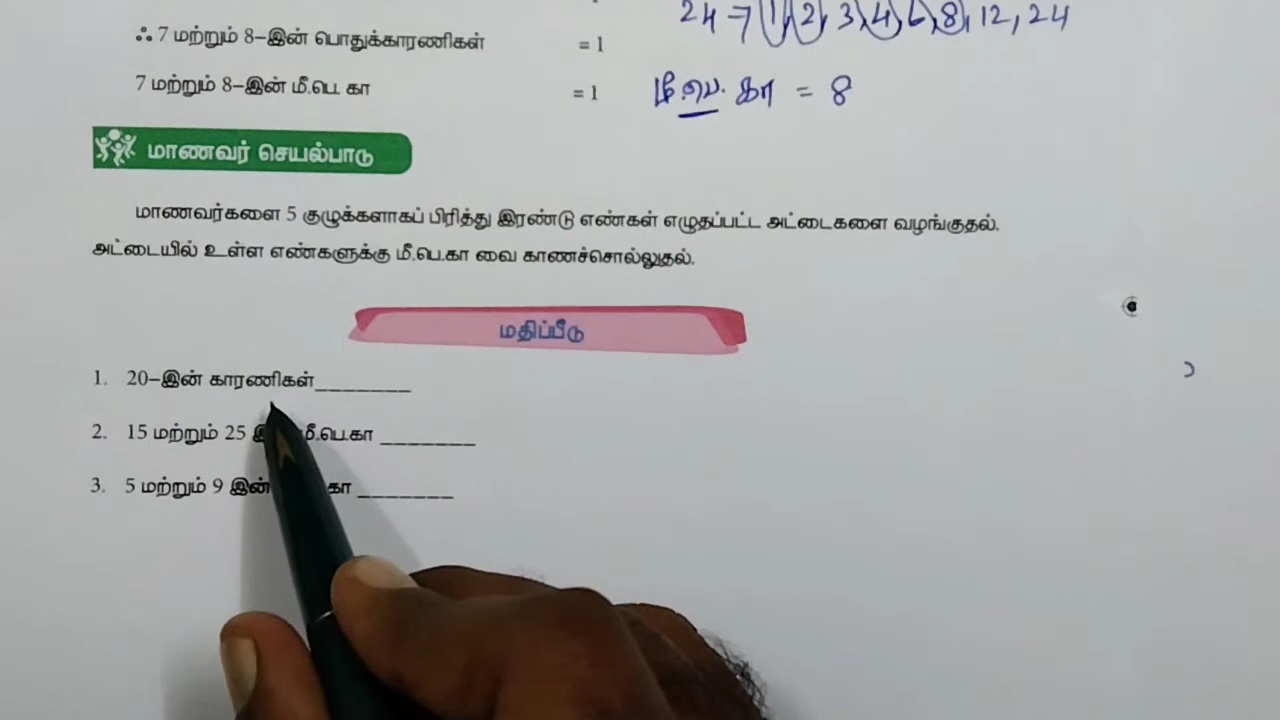 24 → 1, 2, 3, 4, 6, 8, 12, 24
∴ 7 மற்றும் 8–இன் பொதுக்காரணிகள் = 1
7 மற்றும் 8–இன் மீ.பெ கா = 1 மீ.பெ. கா = 8
மாணவர் செயல்பாடு
மாணவர்களை 5 குழுக்களாகப் பிரித்து இரண்டு எண்கள் எழுதப்பட்ட அட்டைகளை வழங்குதல்.
அட்டையில் உள்ள எண்களுக்கு மீ.பெ.கா வை காணச்சொல்லுதல்.
மதிப்பீடு
1. 20–இன் காரணிகள்_______
2. 15 மற்றும் 25 மீ.பெ.கா _______
3. 5 மற்றும் 9 இன் கா _______